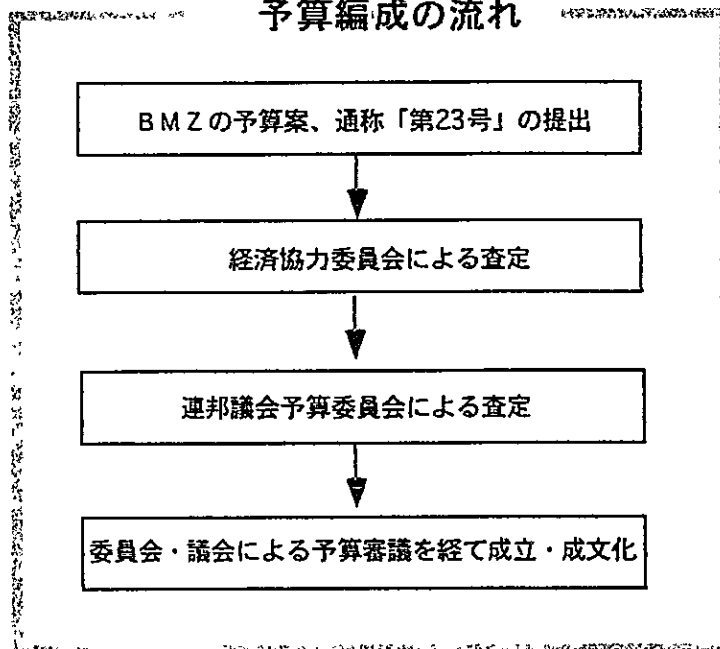 予算編成の流れ
BMZの予算案、通称「第23号」の提出
経済協力委員会による査定
連邦議会予算委員会による査定
委員会・議会による予算審議を経て成立・成文化